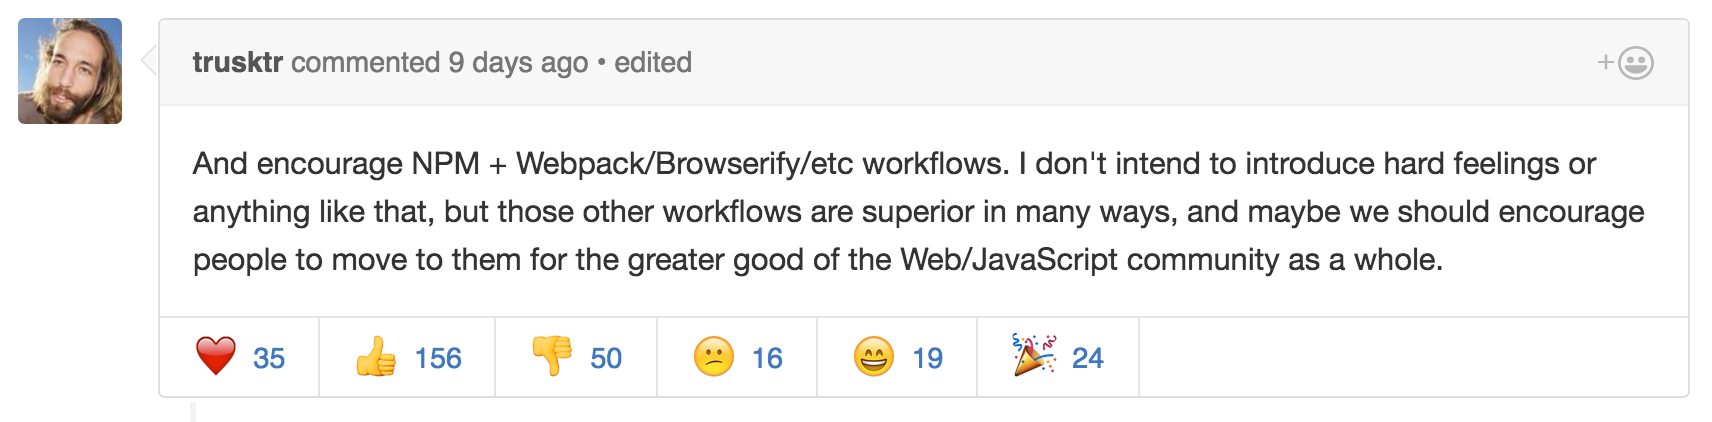 trusktr commented 9 days ago • edited
And encourage NPM + Webpack/Browserify/etc workflows. I don't intend to introduce hard feelings or
anything like that, but those other workflows are superior in many ways, and maybe we should encourage
people to move to them for the greater good of the Web/JavaScript community as a whole.
35 156 50 16 19 24